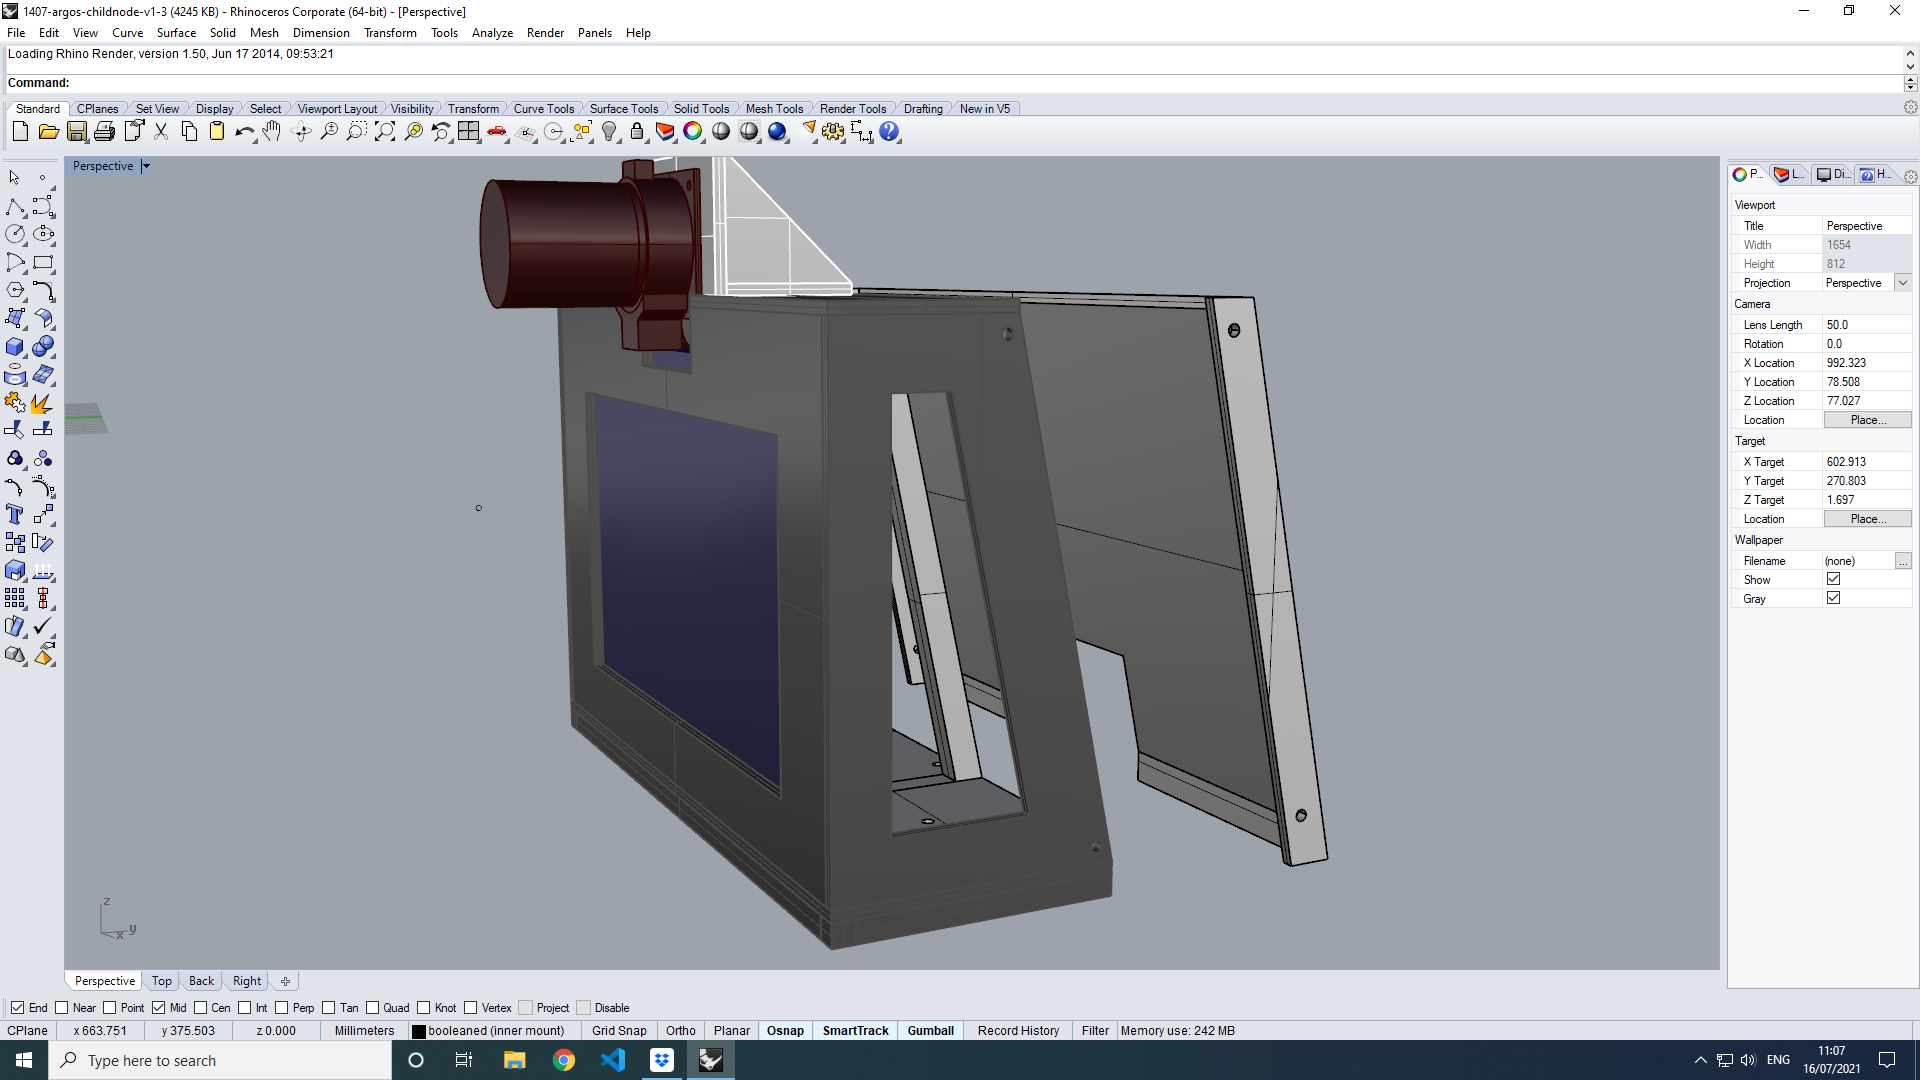 1407-argos-childnode-v1-3 (4245 KB) - Rhinoceros Corporate (64-bit) - [Perspective]
File Edit View Curve Surface Solid Mesh Dimension Transform Tools Analyze Render Panels Help
Loading Rhino Render, version 1.50, Jun 17 2014, 09:53:21
Command:
Standard CPlanes Set View Display Select Viewport Layout Visibility Transform Curve Tools Surface Tools Solid Tools Mesh Tools Render Tools Drafting New in V5
Perspective
P... L... Di... H...
Viewport
Title Perspective
Width 1654
Height 812
Projection Perspective
Camera
Lens Length 50.0
Rotation 0.0
X Location 992.323
Y Location 78.508
Z Location 77.027
Location Place...
Target
X Target 602.913
Y Target 270.803
Z Target 1.697
Location Place...
Wallpaper
Filename (none) ...
Show
Gray
z
x y
Perspective Top Back Right
End Near Point Mid Cen Int Perp Tan Quad Knot Vertex Project Disable
CPlane x 663.751 y 375.503 z 0.000 Millimeters booleaned (inner mount) Grid Snap Ortho Planar Osnap SmartTrack Gumball Record History Filter Memory use: 242 MB
Type here to search
ENG
11:07
16/07/2021